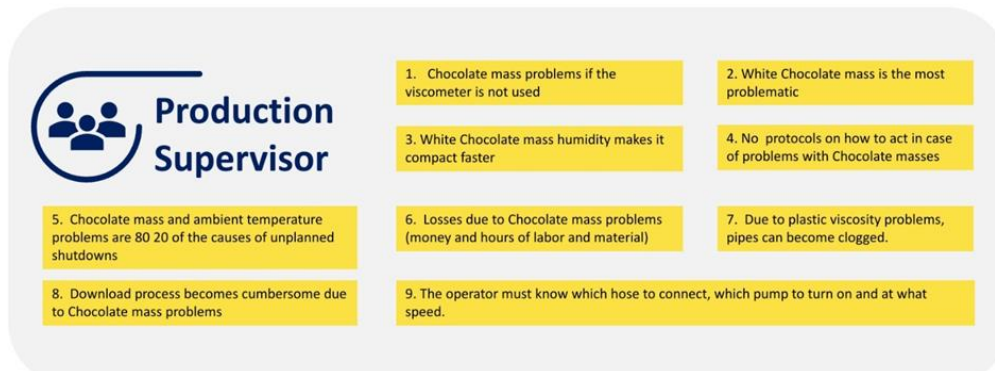 Production
Supervisor
1. Chocolate mass problems if the
viscometer is not used
2. White Chocolate mass is the most
problematic
3. White Chocolate mass humidity makes it
compact faster
4. No protocols on how to act in case
of problems with Chocolate masses
5. Chocolate mass and ambient temperature
problems are 80 20 of the causes of unplanned
shutdowns
6. Losses due to Chocolate mass problems
(money and hours of labor and material)
7. Due to plastic viscosity problems,
pipes can become clogged.
8. Download process becomes cumbersome due
to Chocolate mass problems
9. The operator must know which hose to connect, which pump to turn on and at what
speed.